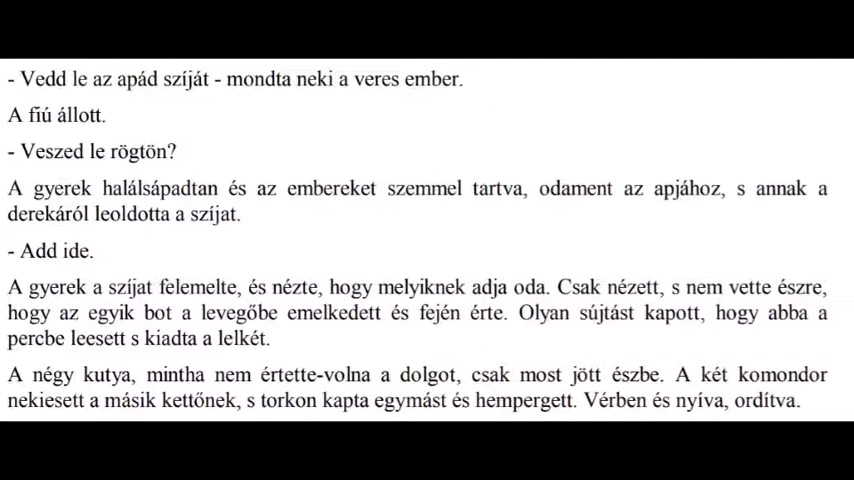 - Vedd le az apád szíját - mondta neki a veres ember.
A fiú állott.
- Veszed le rögtön?
A gyerek halálsápadtan és az embereket szemmel tartva, odament az apjához, s annak a
derekáról leoldotta a szíjat.
- Add ide.
A gyerek a szíjat felemelte, és nézte, hogy melyiknek adja oda. Csak nézett, s nem vette észre,
hogy az egyik bot a levegőbe emelkedett és fején érte. Olyan sújtást kapott, hogy abba a
percbe leesett s kiadta a lelkét.
A négy kutya, mintha nem értette-volna a dolgot, csak most jött észbe. A két komondor
nekiesett a másik kettőnek, s torkon kapta egymást és hempergett. Vérben és nyíva, ordítva.